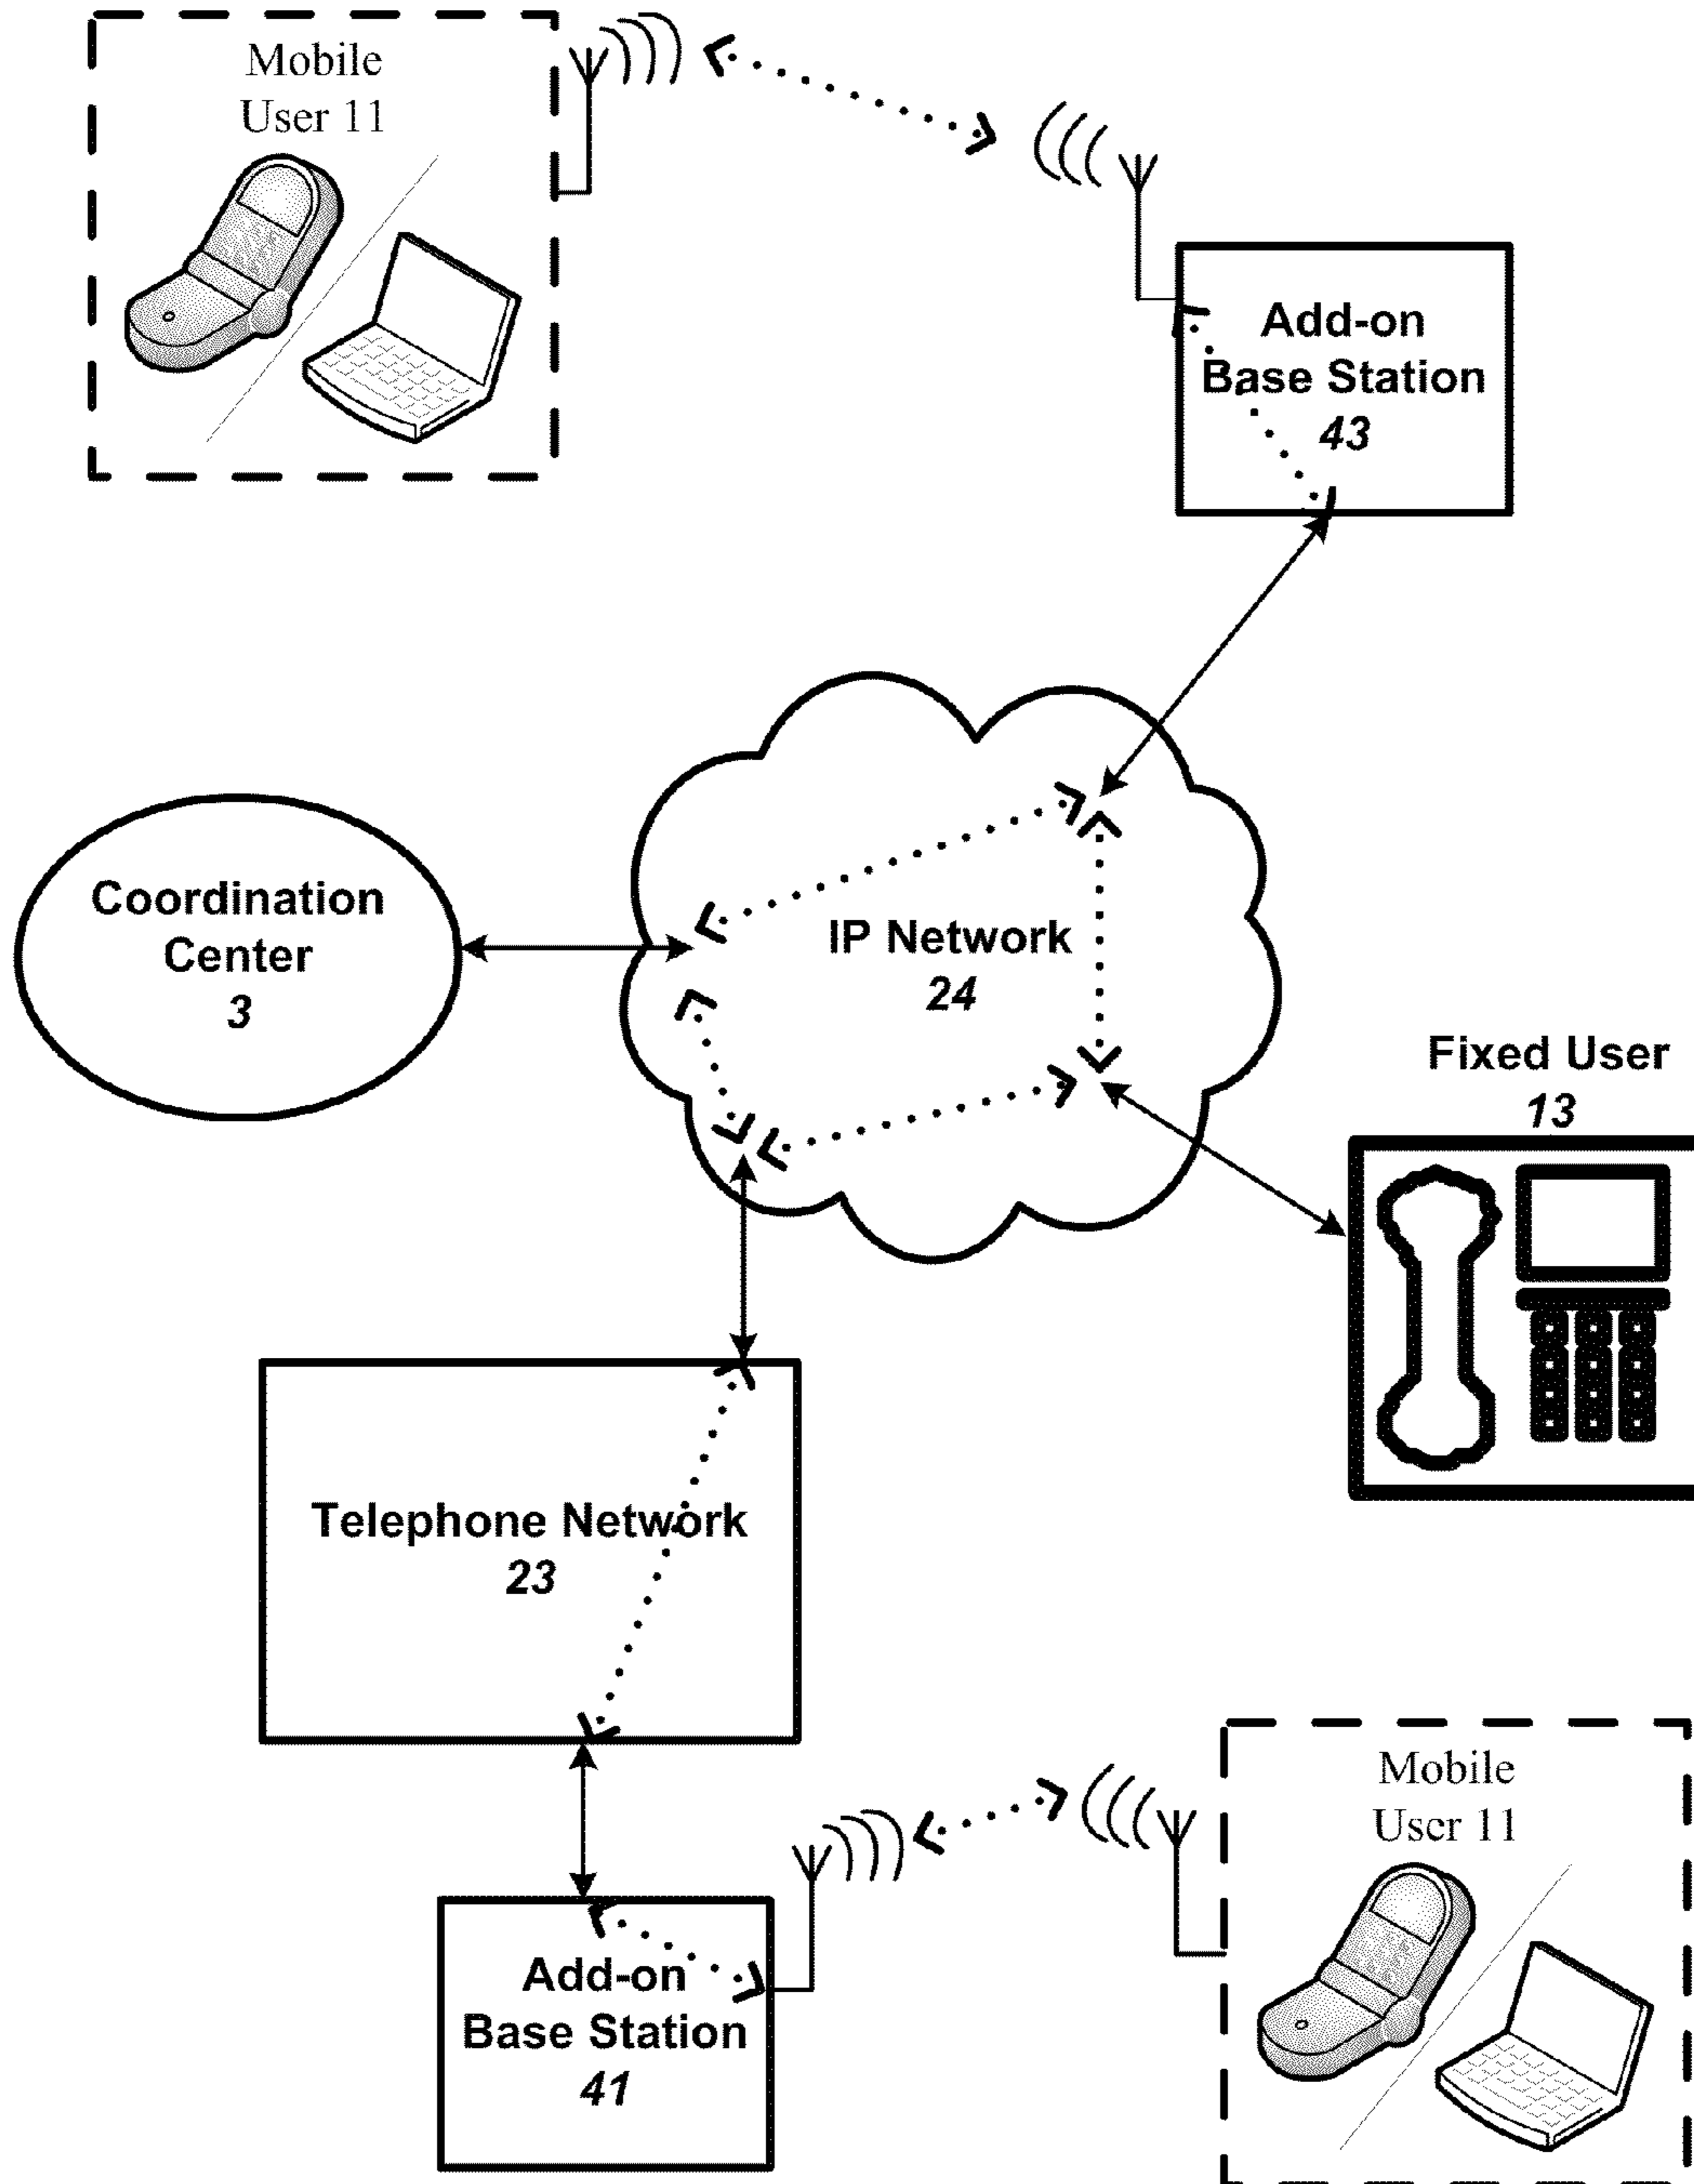 Mobile
User 11
Add-on
Base Station
43
Coordination
Center
3
IP Network
24
Fixed User
13
Telephone Network
23
Mobile
User 11
Add-on
Base Station
41